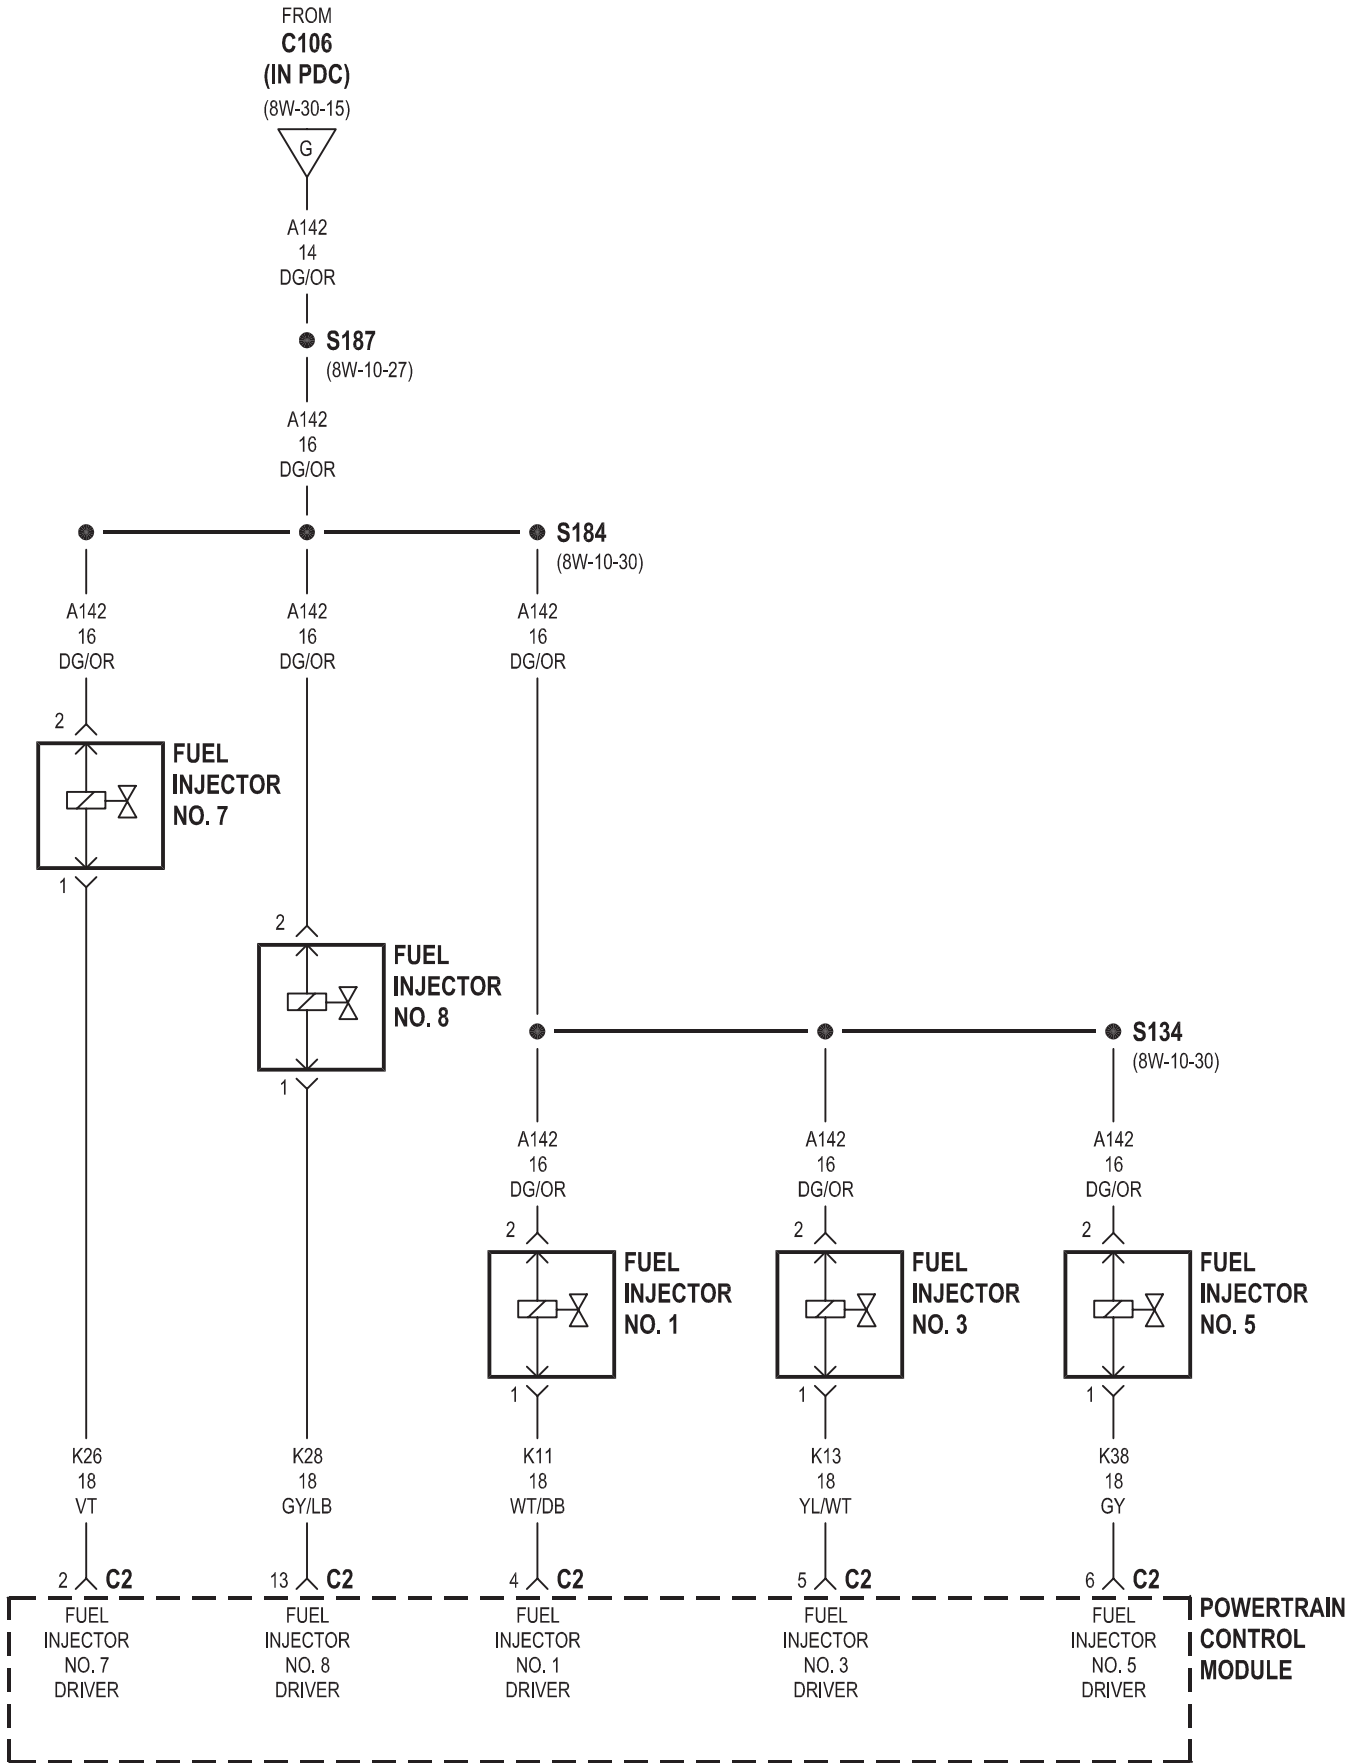 FROM
C106
(IN PDC)
(8W-30-15)
G
A142
14
DG/OR
S187
(8W-10-27)
A142
16
DG/OR
S184
(8W-10-30)
A142
16
DG/OR
A142
16
DG/OR
A142
16
DG/OR
2
FUEL
INJECTOR
NO. 7
1
2
FUEL
INJECTOR
NO. 8
1
S134
(8W-10-30)
A142
16
DG/OR
A142
16
DG/OR
A142
16
DG/OR
2
FUEL
INJECTOR
NO. 1
1
2
FUEL
INJECTOR
NO. 3
1
2
FUEL
INJECTOR
NO. 5
1
K26
18
VT
K28
18
GY/LB
K11
18
WT/DB
K13
18
YL/WT
K38
18
GY
2 C2
13 C2
4 C2
5 C2
6 C2
FUEL
INJECTOR
NO. 7
DRIVER
FUEL
INJECTOR
NO. 8
DRIVER
FUEL
INJECTOR
NO. 1
DRIVER
FUEL
INJECTOR
NO. 3
DRIVER
FUEL
INJECTOR
NO. 5
DRIVER
POWERTRAIN
CONTROL
MODULE